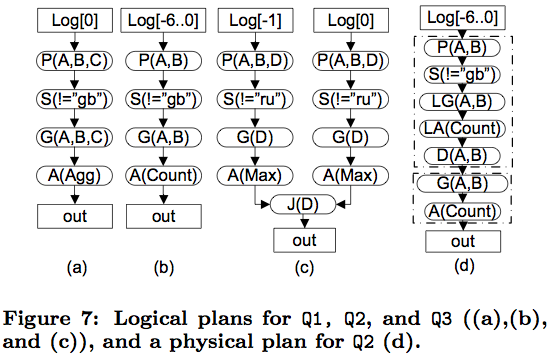 Log[0] Log[-6..0] Log[-1] Log[0] Log[-6..0]
P(A,B,C) P(A,B) P(A,B,D) P(A,B,D) P(A,B)
S(!="gb") S(!="gb") S(!="ru") S(!="ru") S(!="gb")
G(A,B,C) G(A,B) G(D) G(D) LG(A,B)
A(Agg) A(Count) A(Max) A(Max) LA(Count)
D(A,B)
out out J(D) G(A,B)
out A(Count)
out
(a) (b) (c) (d)
Figure 7: Logical plans for Q1, Q2, and Q3 ((a),(b),
and (c)), and a physical plan for Q2 (d).